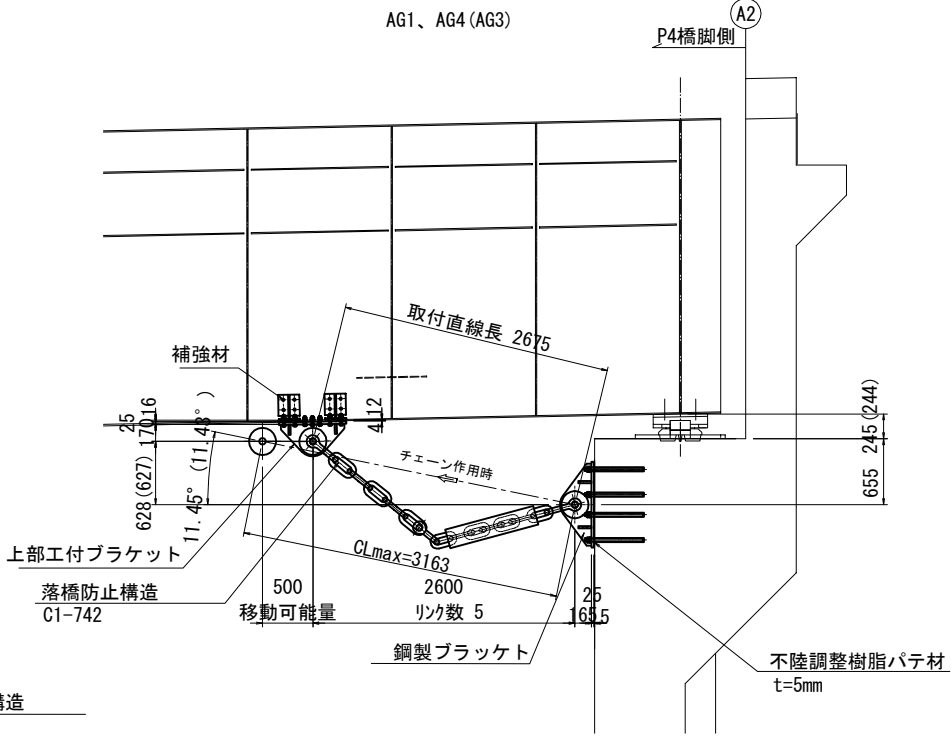 AG1、AG4(AG3)
A2
P4橋脚側
取付直線長 2675
補強材
25
170
16
412
245(244)
655
628(627)
11.45°(11.43°)
チェーン作用時
上部工付ブラケット
CLmax=3163
落橋防止構造
C1-742
500
移動可能量
2600
リンク数 5
25
165
5
鋼製ブラッケト
不陸調整樹脂パテ材
t=5mm
造